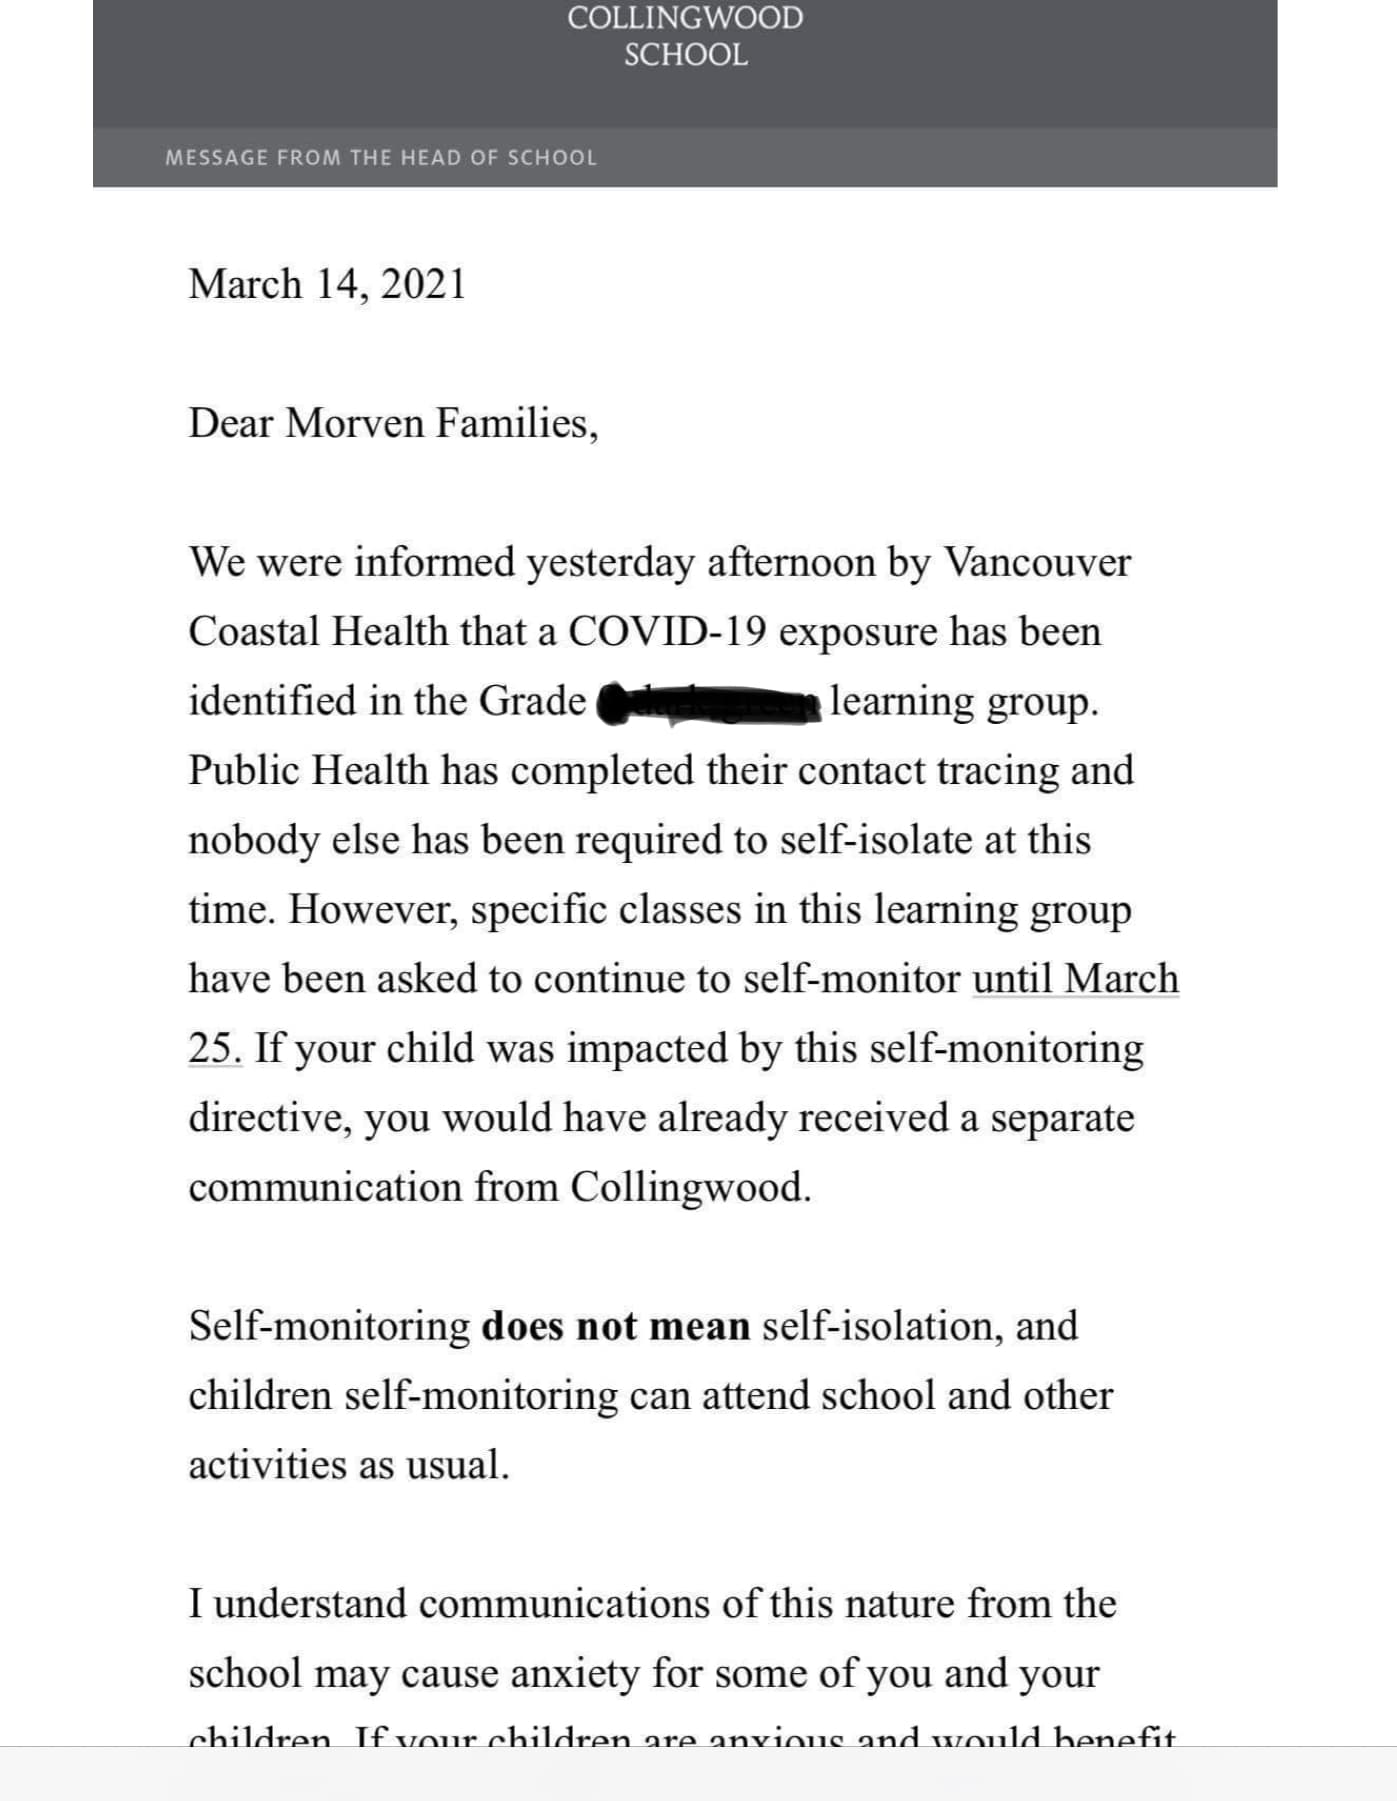 COLLINGWOOD
SCHOOL
MESSAGE FROM THE HEAD OF SCHOOL
March 14, 2021
Dear Morven Families,
We were informed yesterday afternoon by Vancouver
Coastal Health that a COVID-19 exposure has been
identified in the Grade learning group.
Public Health has completed their contact tracing and
nobody else has been required to self-isolate at this
time. However, specific classes in this learning group
have been asked to continue to self-monitor until March
25. If your child was impacted by this self-monitoring
directive, you would have already received a separate
communication from Collingwood.
Self-monitoring does not mean self-isolation, and
children self-monitoring can attend school and other
activities as usual.
I understand communications of this nature from the
school may cause anxiety for some of you and your
children. If your children are anxious and would benefit